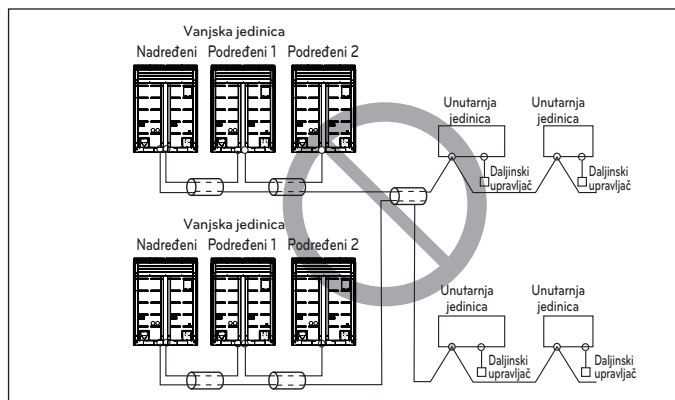 Vanjska jedinica
Nadređeni Podređeni 1 Podređeni 2
Unutarnja
jedinica
Unutarnja
jedinica
Daljinski
upravljač
Daljinski
upravljač
Vanjska jedinica
Nadređeni Podređeni 1 Podređeni 2
Unutarnja
jedinica
Unutarnja
jedinica
Daljinski
upravljač
Daljinski
upravljač